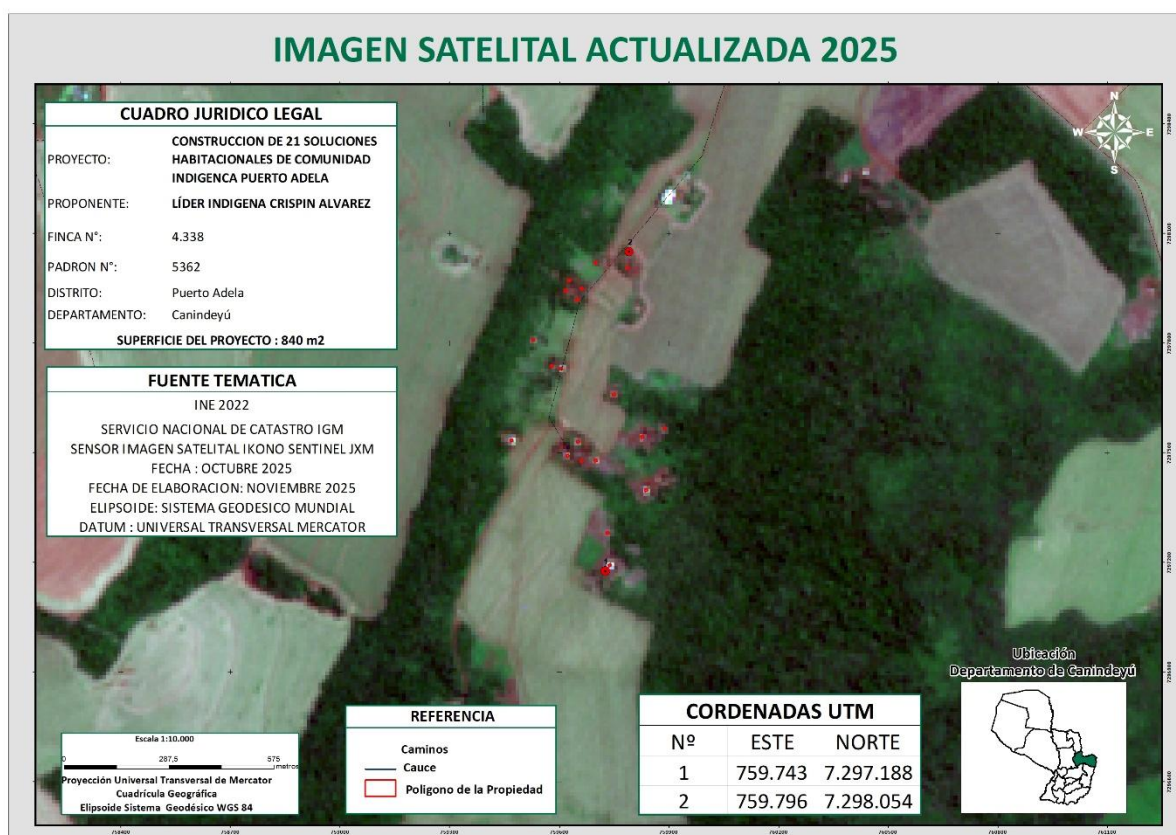 IMAGEN SATELITAL ACTUALIZADA 2025
CUADRO JURIDICO LEGAL
PROYECTO: CONSTRUCCION DE 21 SOLUCIONES
HABITACIONALES DE COMUNIDAD
INDIGENCA PUERTO ADELA
PROPONENTE: LÍDER INDIGENA CRISPIN ALVAREZ
FINCA N°: 4.338
PADRON N°: 5362
DISTRITO: Puerto Adela
DEPARTAMENTO: Canindeyú
SUPERFICIE DEL PROYECTO : 840 m2
FUENTE TEMATICA
INE 2022
SERVICIO NACIONAL DE CATASTRO IGM
SENSOR IMAGEN SATELITAL IKONO SENTINEL JXM
FECHA : OCTUBRE 2025
FECHA DE ELABORACION: NOVIEMBRE 2025
ELIPSOIDE: SISTEMA GEODESICO MUNDIAL
DATUM : UNIVERSAL TRANSVERSAL MERCATOR
N
W E
S
2
Escala 1:10.000
0 287,5 575
metros
Proyección Universal Transversal de Mercator
Cuadrícula Geográfica
Elipsoide Sistema Geodésico WGS 84
REFERENCIA
Caminos
Cauce
Poligono de la Propiedad
CORDENADAS UTM
Nº ESTE NORTE
1 759.743 7.297.188
2 759.796 7.298.054
Ubicación
Departamento de Canindeyú